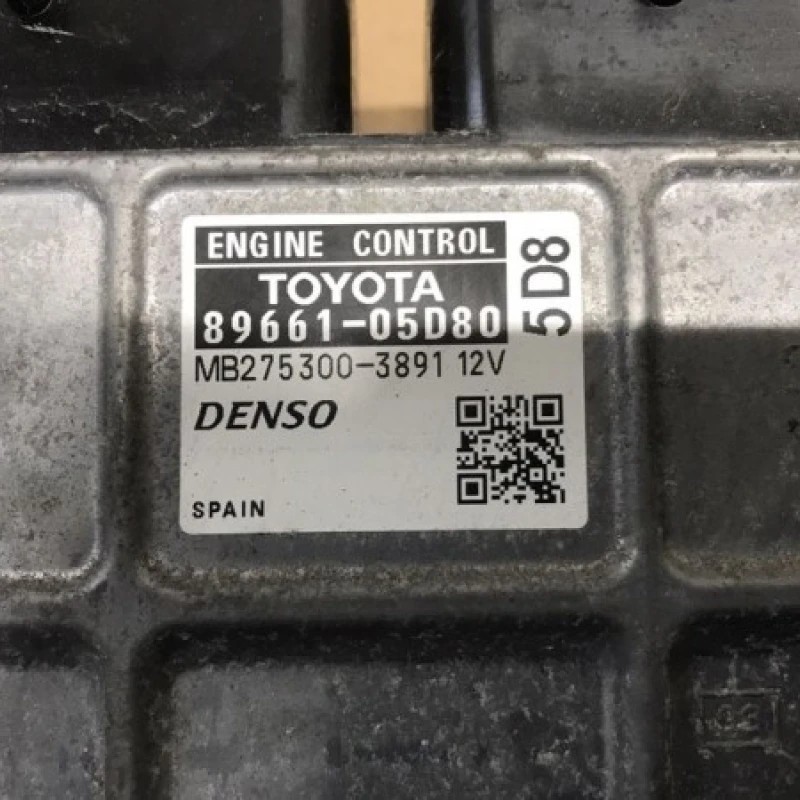 ENGINE CONTROL
TOYOTA
89661-05D80
5D8
MB275300-3891 12V
DENSO
SPAIN